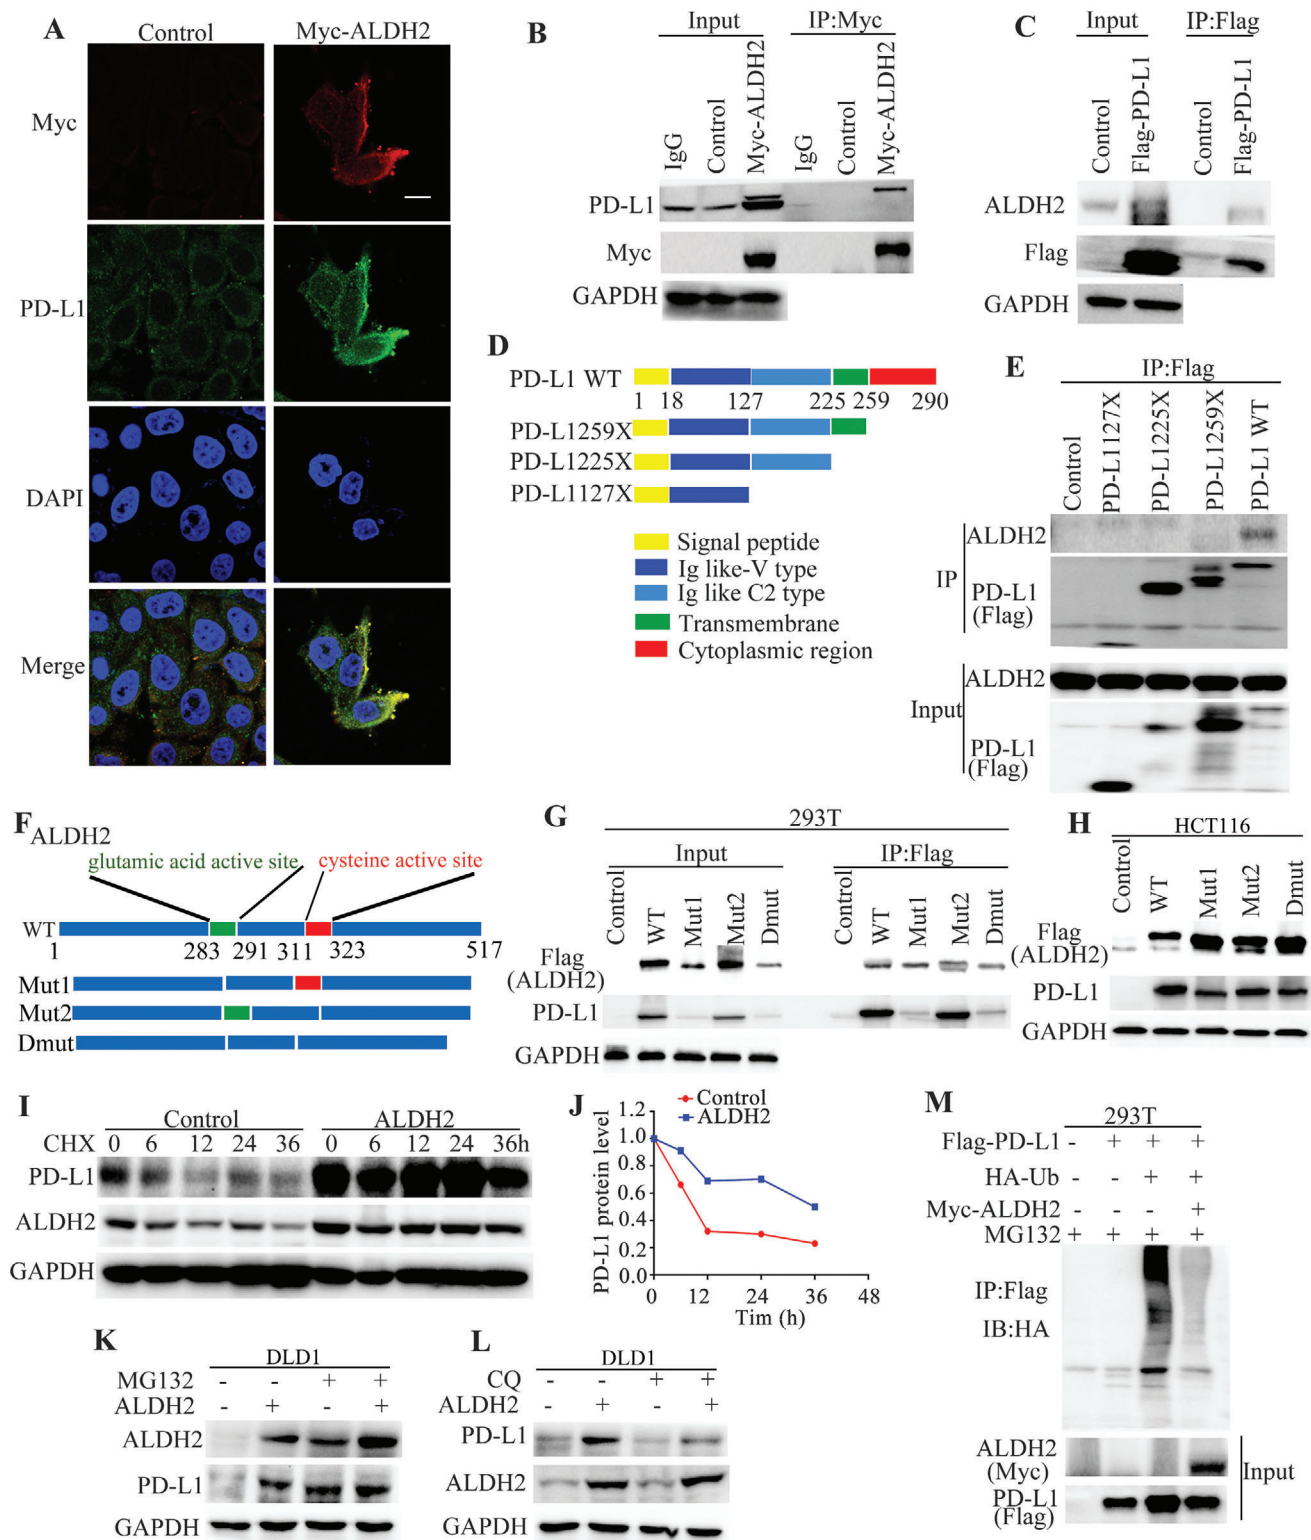 A
Control
Myc-ALDH2
Myc
PD-L1
DAPI
Merge
B
Input
IP:Myc
IgG
Control
Myc-ALDH2
IgG
Control
Myc-ALDH2
PD-L1
Myc
GAPDH
C
Input
IP:Flag
Control
Flag-PD-L1
Control
Flag-PD-L1
ALDH2
Flag
GAPDH
D
PD-L1 WT
1 18 127 225 259 290
PD-L1259X
PD-L1225X
PD-L1127X
Signal peptide
Ig like-V type
Ig like C2 type
Transmembrane
Cytoplasmic region
E
IP:Flag
Control
PD-L1127X
PD-L1225X
PD-L1259X
PD-L1 WT
IP
ALDH2
PD-L1
(Flag)
Input
ALDH2
PD-L1
(Flag)
F
ALDH2
glutamic acid active site
cysteine active site
WT
1 283 291 311 323 517
Mut1
Mut2
Dmut
G
293T
Input
IP:Flag
Control
WT
Mut1
Mut2
Dmut
Control
WT
Mut1
Mut2
Dmut
Flag
(ALDH2)
PD-L1
GAPDH
H
HCT116
Control
WT
Mut1
Mut2
Dmut
Flag
(ALDH2)
PD-L1
GAPDH
I
Control ALDH2
CHX 0 6 12 24 36 0 6 12 24 36h
PD-L1
ALDH2
GAPDH
J
Control
ALDH2
PD-L1 protein level
1.2
1.0
0.8
0.6
0.4
0.2
0.0
0 12 24 36 48
Tim (h)
K
DLD1
MG132 - - + +
ALDH2 - + - +
ALDH2
PD-L1
GAPDH
L
DLD1
CQ - - + +
ALDH2 - + - +
PD-L1
ALDH2
GAPDH
M
293T
Flag-PD-L1 - + + +
HA-Ub - - + +
Myc-ALDH2 - - - +
MG132 + + + +
IP:Flag
IB:HA
ALDH2
(Myc)
PD-L1
(Flag)
Input